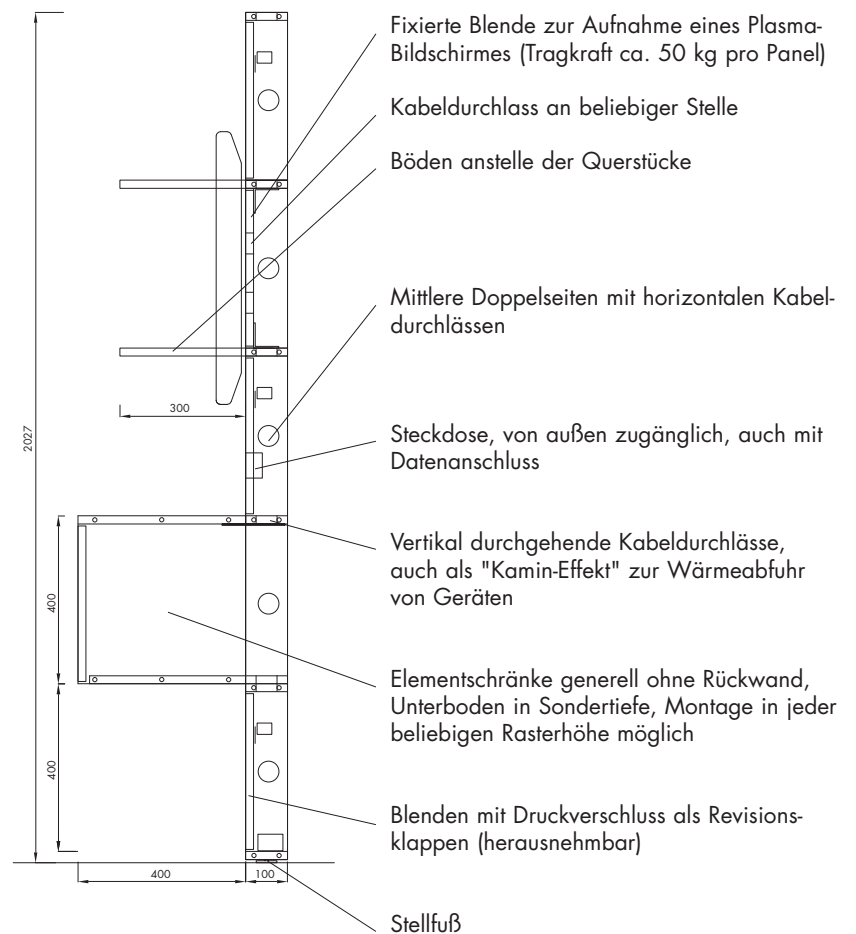 Fixierte Blende zur Aufnahme eines Plasma-
Bildschirmes (Tragkraft ca. 50 kg pro Panel)
Kabeldurchlass an beliebiger Stelle
Böden anstelle der Querstücke
Mittlere Doppelseiten mit horizontalen Kabel-
durchlässen
300
2027
Steckdose, von außen zugänglich, auch mit
Datenanschluss
Vertikal durchgehende Kabeldurchlässe,
auch als "Kamin-Effekt" zur Wärmeabfuhr
von Geräten
400
Elementschränke generell ohne Rückwand,
Unterboden in Sondertiefe, Montage in jeder
beliebigen Rasterhöhe möglich
400
Blenden mit Druckverschluss als Revisions-
klappen (herausnehmbar)
400
100
Stellfuß